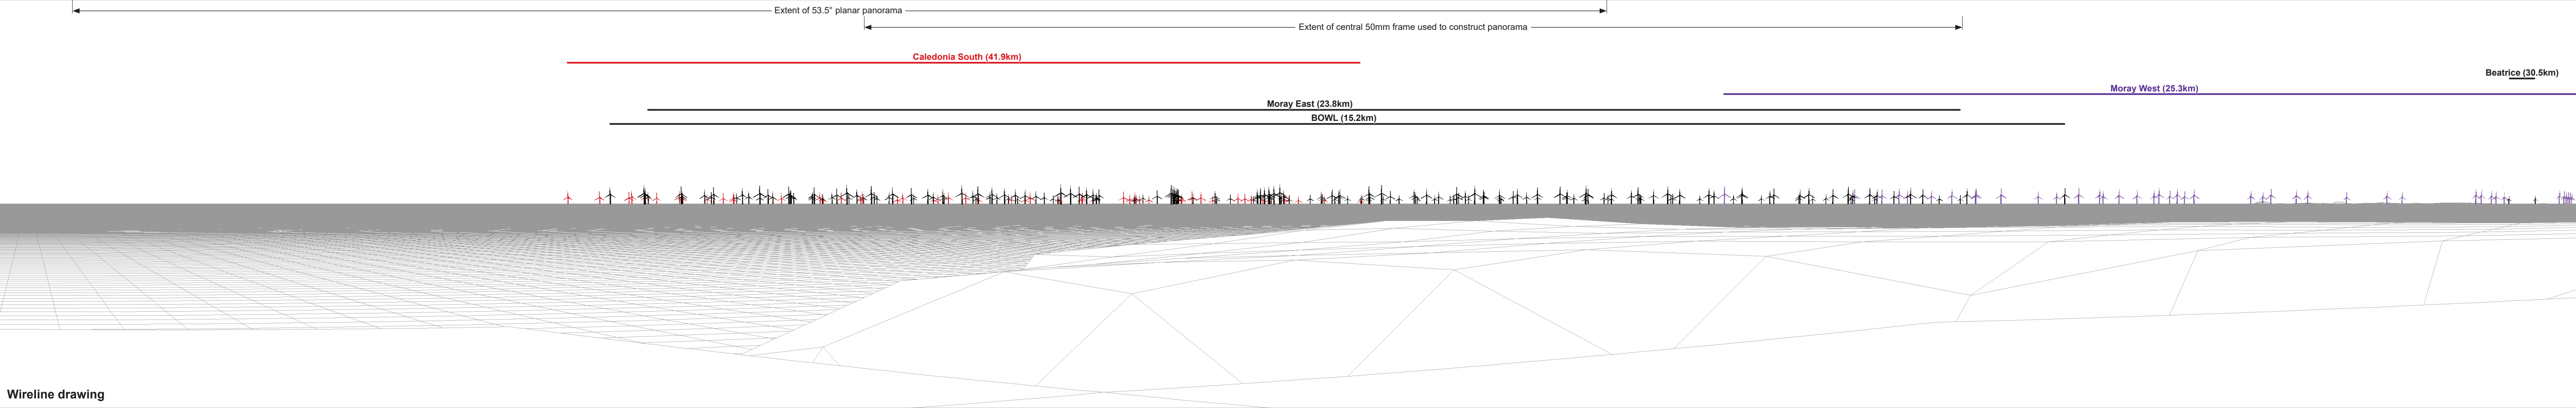 Extent of 53.5° planar panorama
Extent of central 50mm frame used to construct panorama
Caledonia South (41.9km)
Beatrice (30.5km)
Moray West (25.3km)
Moray East (23.8km)
BOWL (15.2km)
Wireline drawing